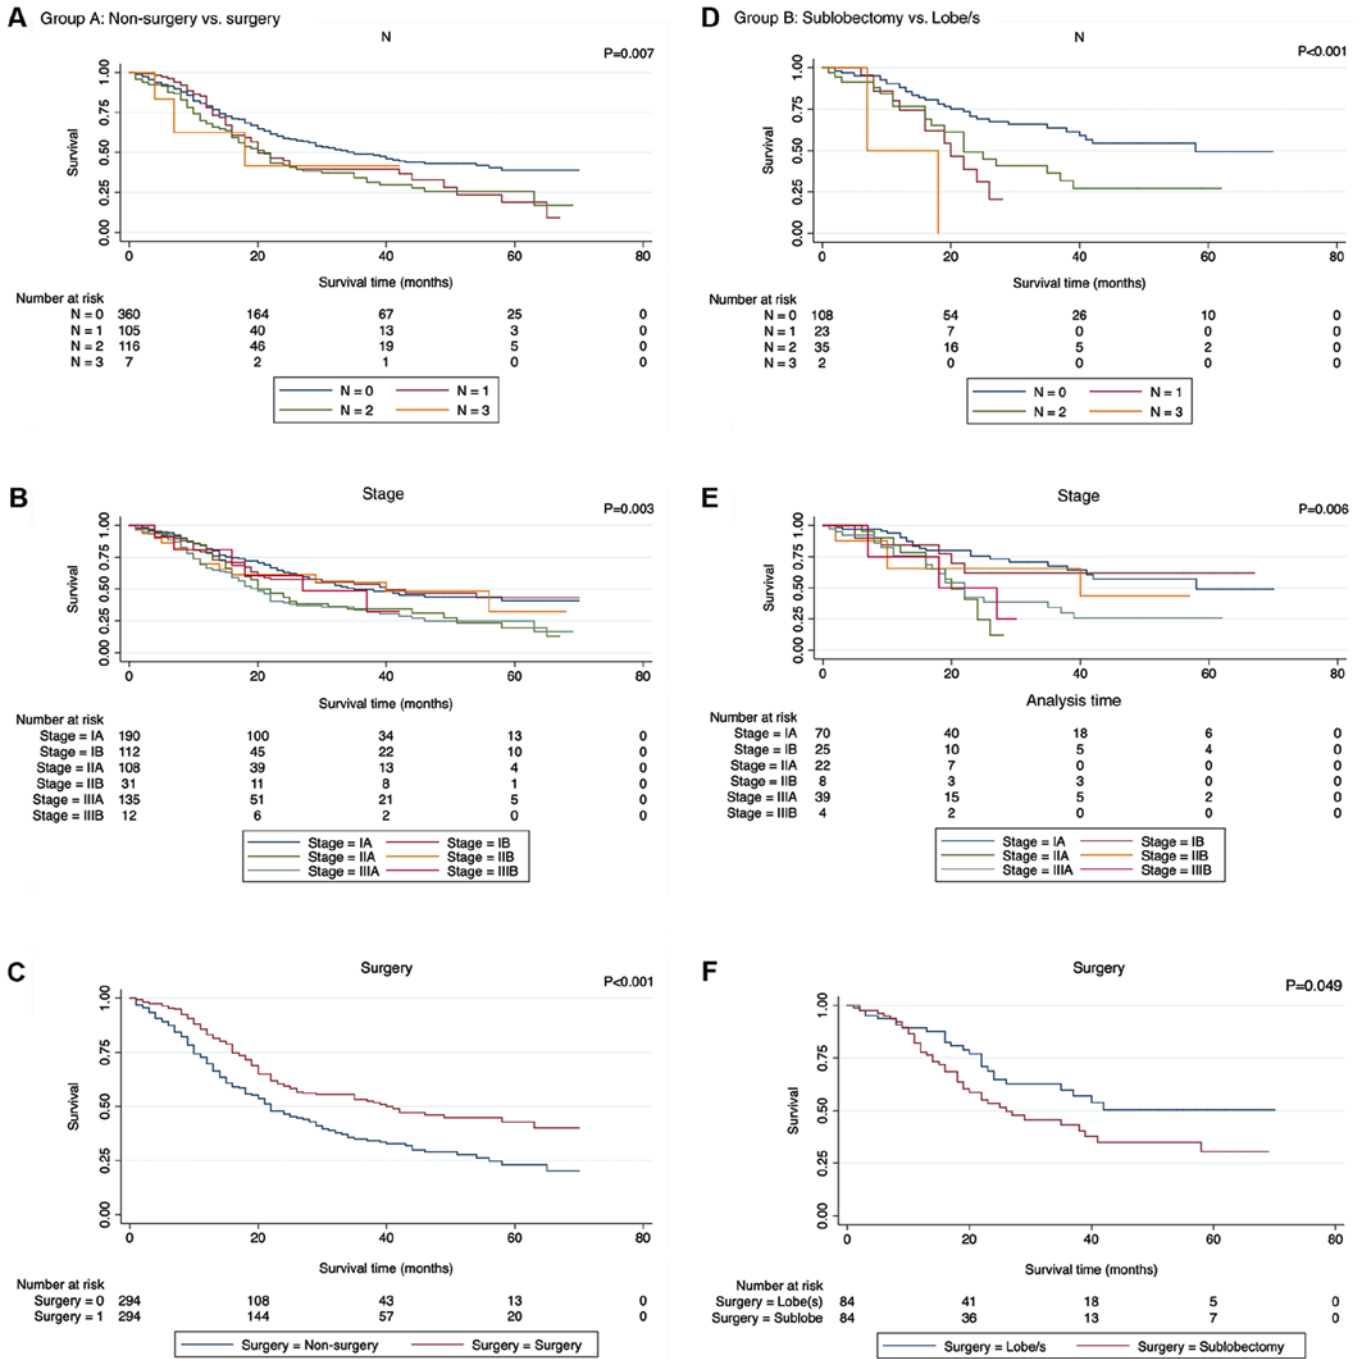 A Group A: Non-surgery vs. surgery
N
P=0.007
Survival
1.00
0.75
0.50
0.25
0.00
0 20 40 60 80
Survival time (months)
Number at risk
N = 0 360 164 67 25 0
N = 1 105 40 13 3 0
N = 2 116 46 19 5 0
N = 3 7 2 1 0 0
N = 0 N = 1
N = 2 N = 3
D Group B: Sublobectomy vs. Lobe/s
N
P<0.001
Survival
1.00
0.75
0.50
0.25
0.00
0 20 40 60 80
Survival time (months)
Number at risk
N = 0 108 54 26 10 0
N = 1 23 7 0 0 0
N = 2 35 16 5 2 0
N = 3 2 0 0 0 0
N = 0 N = 1
N = 2 N = 3
B
Stage
P=0.003
Survival
1.00
0.75
0.50
0.25
0.00
0 20 40 60 80
Survival time (months)
Number at risk
Stage = IA 190 100 34 13 0
Stage = IB 112 45 22 10 0
Stage = IIA 108 39 13 4 0
Stage = IIB 31 11 8 1 0
Stage = IIIA 135 51 21 5 0
Stage = IIIB 12 6 2 0 0
Stage = IA Stage = IB
Stage = IIA Stage = IIB
Stage = IIIA Stage = IIIB
E
Stage
P=0.006
Survival
1.00
0.75
0.50
0.25
0.00
0 20 40 60 80
Analysis time
Number at risk
Stage = IA 70 40 18 6 0
Stage = IB 25 10 5 4 0
Stage = IIA 22 7 0 0 0
Stage = IIB 8 3 3 0 0
Stage = IIIA 39 15 5 2 0
Stage = IIIB 4 2 0 0 0
Stage = IA Stage = IB
Stage = IIA Stage = IIB
Stage = IIIA Stage = IIIB
C
Surgery
P<0.001
Survival
1.00
0.75
0.50
0.25
0.00
0 20 40 60 80
Survival time (months)
Number at risk
Surgery = 0 294 108 43 13 0
Surgery = 1 294 144 57 20 0
Surgery = Non-surgery Surgery = Surgery
F
Surgery
P=0.049
Survival
1.00
0.75
0.50
0.25
0.00
0 20 40 60 80
Survival time (months)
Number at risk
Surgery = Lobe(s) 84 41 18 5 0
Surgery = Sublobe 84 36 13 7 0
Surgery = Lobe/s Surgery = Sublobectomy